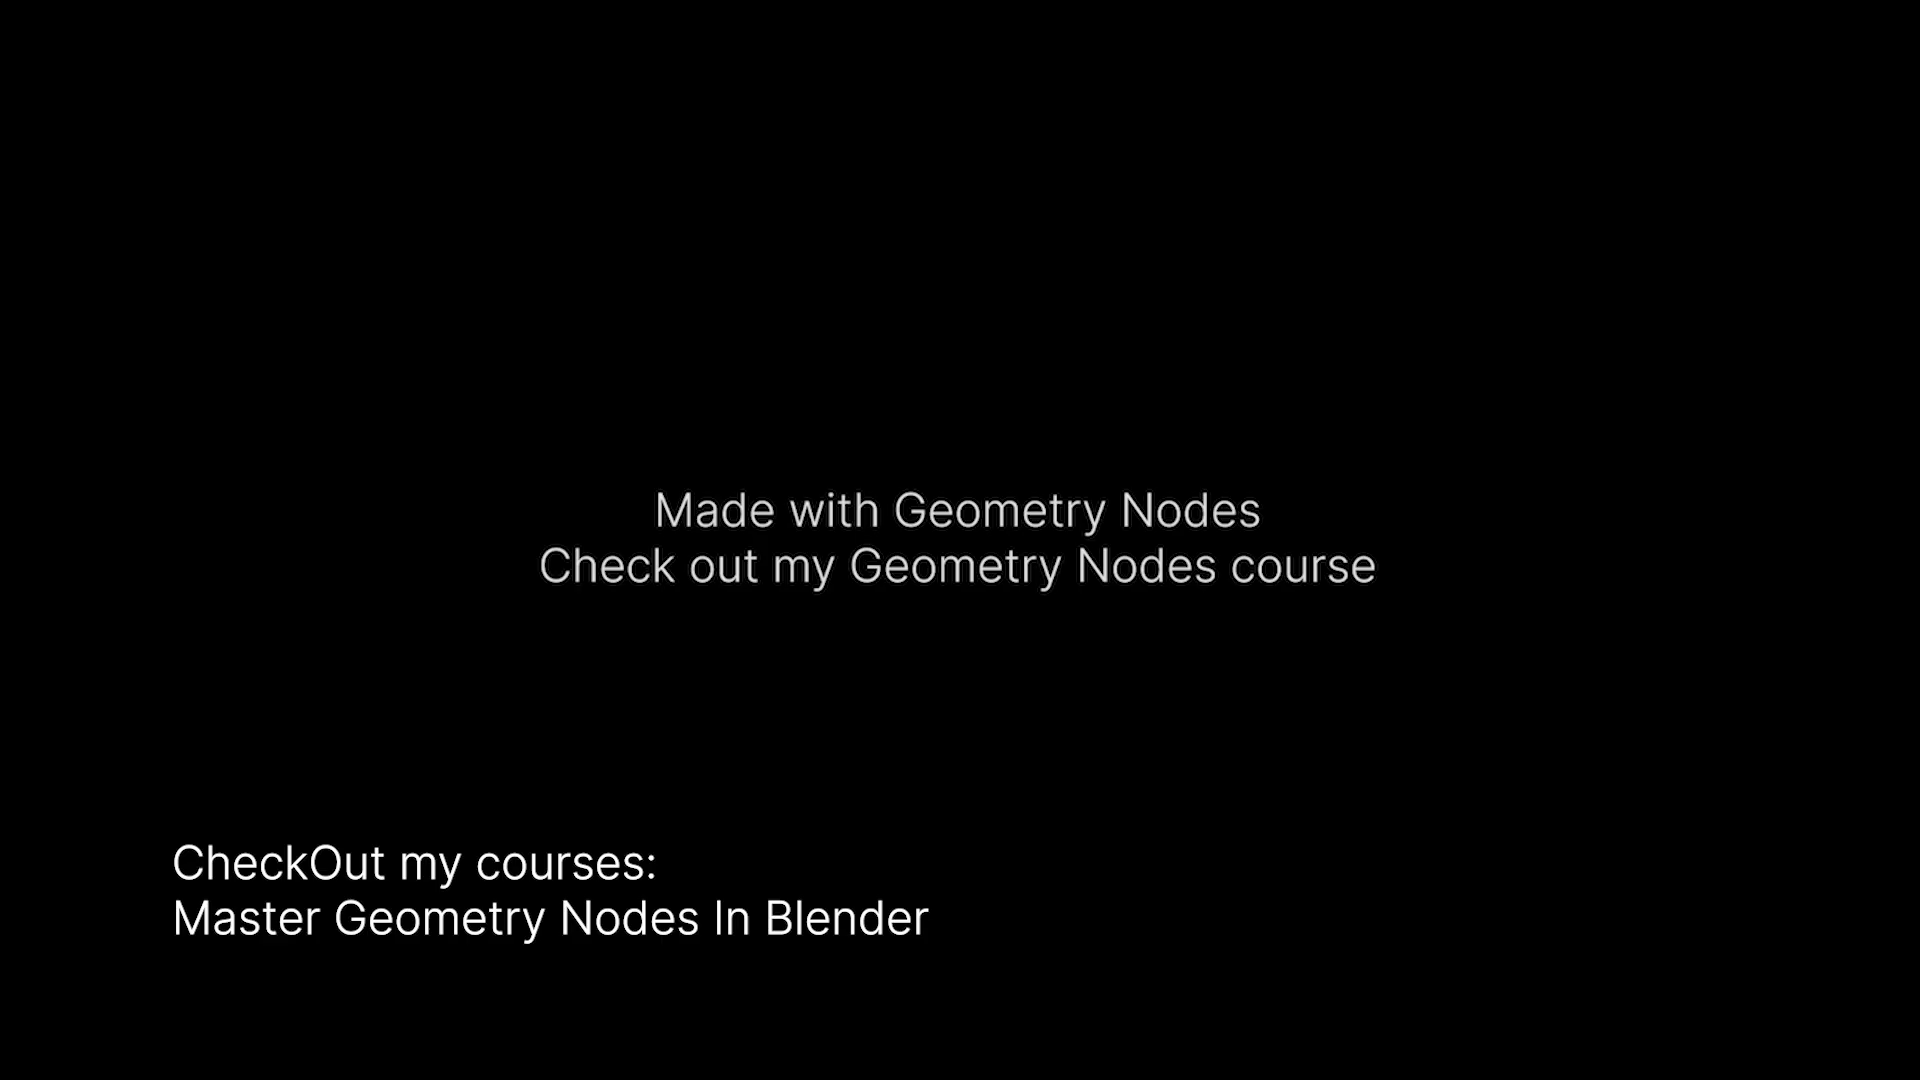 Made with Geometry Nodes
Check out my Geometry Nodes course
CheckOut my courses:
Master Geometry Nodes In Blender